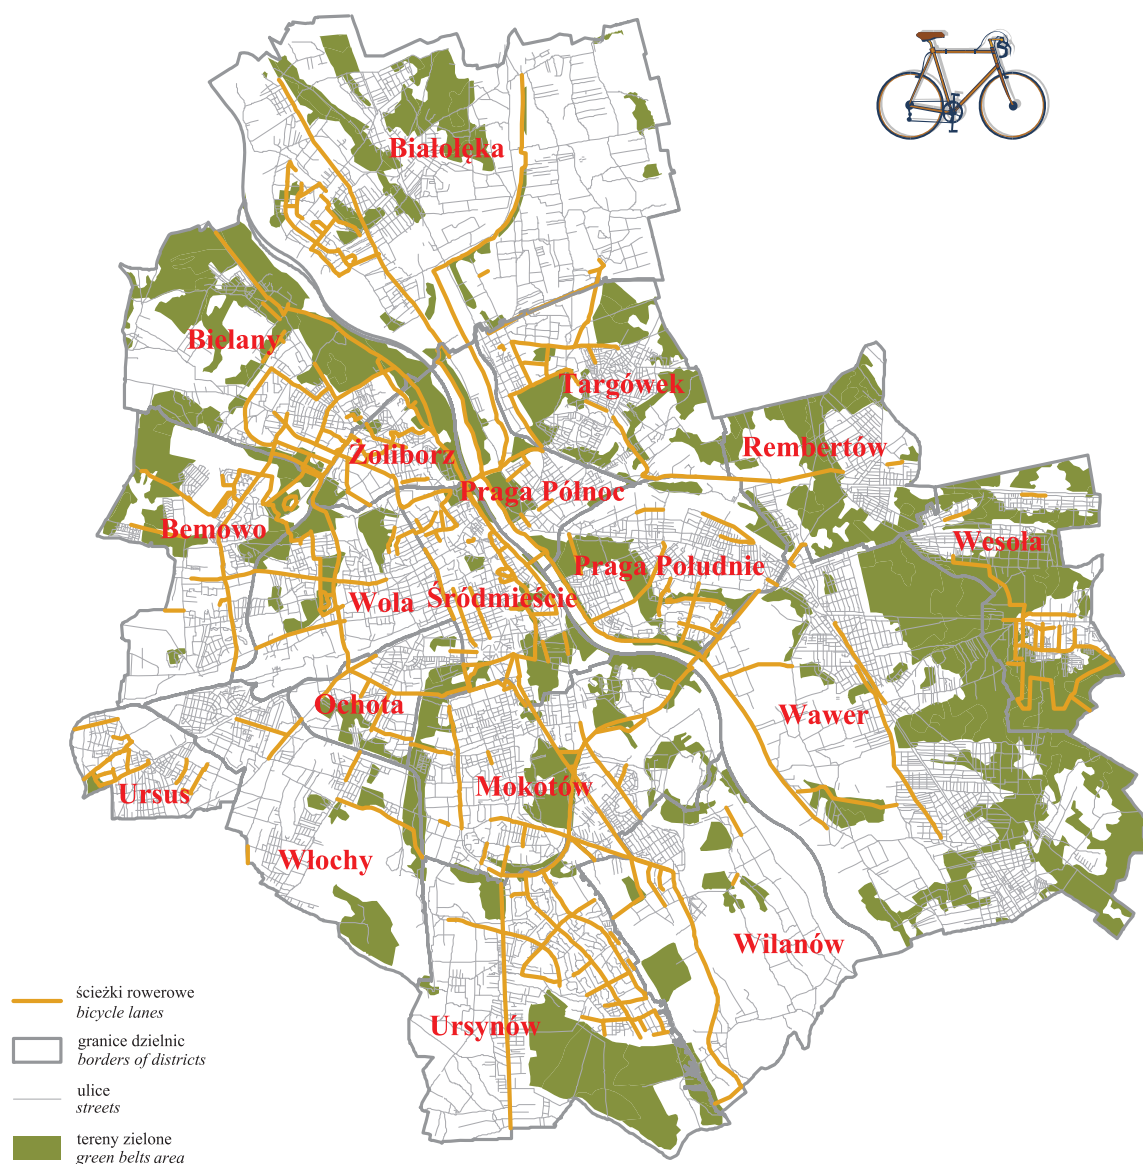 Białołęka
Bielany
Targówek
Rembertów
Żoliborz
Praga Północ
Bemowo
Wesoła
Praga Południe
Wola
Śródmieście
Ochota
Wawer
Ursus
Mokotów
Włochy
Wilanów
Ursynów
ścieżki rowerowe
bicycle lanes
granice dzielnic
borders of districts
ulice
streets
tereny zielone
green belts area